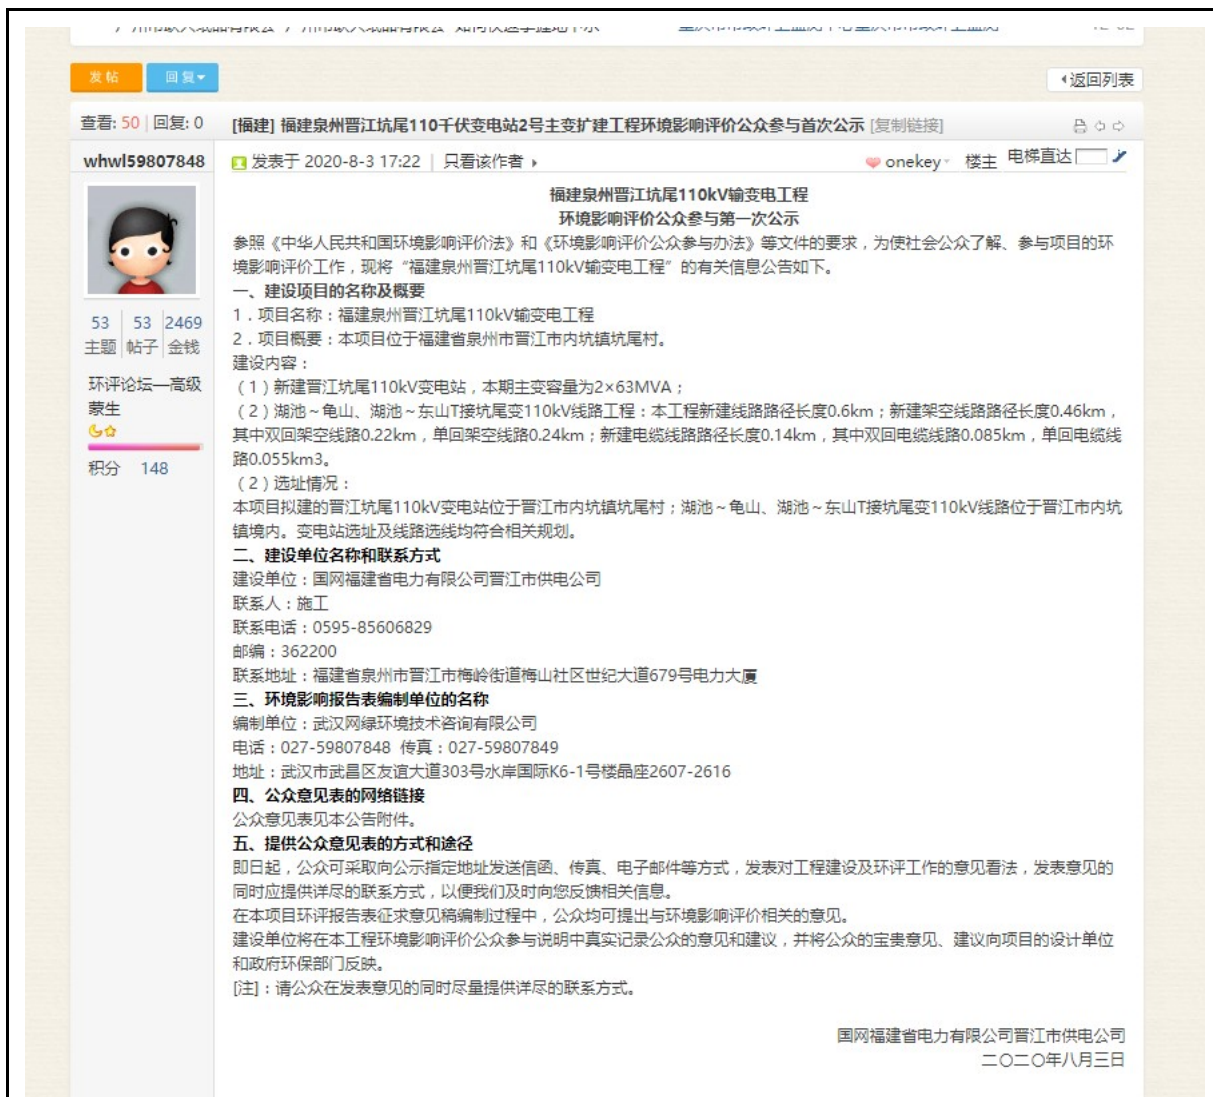 发帖 回复
返回列表
查看: 50 | 回复: 0
[福建] 福建泉州晋江坑尾110千伏变电站2号主变扩建工程环境影响评价公众参与首次公示 [复制链接]
whwl59807848
发表于 2020-8-3 17:22 | 只看该作者
onekey 楼主 电梯直达
53 53 2469
主题 帖子 金钱
环评论坛—高级
蒙生
积分 148
福建泉州晋江坑尾110kV输变电工程
环境影响评价公众参与第一次公示
参照《中华人民共和国环境影响评价法》和《环境影响评价公众参与办法》等文件的要求，为使社会公众了解、参与项目的环
境影响评价工作，现将“福建泉州晋江坑尾110kV输变电工程”的有关信息公告如下。
一、建设项目的名称及概要
1．项目名称：福建泉州晋江坑尾110kV输变电工程
2．项目概要：本项目位于福建省泉州市晋江市内坑镇坑尾村。
建设内容：
（1）新建晋江坑尾110kV变电站，本期主变容量为2×63MVA；
（2）湖池～龟山、湖池～东山T接坑尾变110kV线路工程：本工程新建线路路径长度0.6km；新建架空线路路径长度0.46km，
其中双回架空线路0.22km，单回架空线路0.24km；新建电缆线路路径长度0.14km，其中双回电缆线路0.085km，单回电缆线
路0.055km3。
（2）选址情况：
本项目拟建的晋江坑尾110kV变电站位于晋江市内坑镇坑尾村；湖池～龟山、湖池～东山T接坑尾变110kV线路位于晋江市内坑
镇境内。变电站选址及线路选线均符合相关规划。
二、建设单位名称和联系方式
建设单位：国网福建省电力有限公司晋江市供电公司
联系人：施工
联系电话：0595-85606829
邮编：362200
联系地址：福建省泉州市晋江市梅岭街道梅山社区世纪大道679号电力大厦
三、环境影响报告表编制单位的名称
编制单位：武汉网绿环境技术咨询有限公司
电话：027-59807848 传真：027-59807849
地址：武汉市武昌区友谊大道303号水岸国际K6-1号楼晶座2607-2616
四、公众意见表的网络链接
公众意见表见本公告附件。
五、提供公众意见表的方式和途径
即日起，公众可采取向公示指定地址发送信函、传真、电子邮件等方式，发表对工程建设及环评工作的意见看法，发表意见的
同时应提供详尽的联系方式，以便我们及时向您反馈相关信息。
在本项目环评报告表征求意见稿编制过程中，公众均可提出与环境影响评价相关的意见。
建设单位将在本工程环境影响评价公众参与说明中真实记录公众的意见和建议，并将公众的宝贵意见、建议向项目的设计单位
和政府环保部门反映。
[注]：请公众在发表意见的同时尽量提供详尽的联系方式。
国网福建省电力有限公司晋江市供电公司
二〇二〇年八月三日